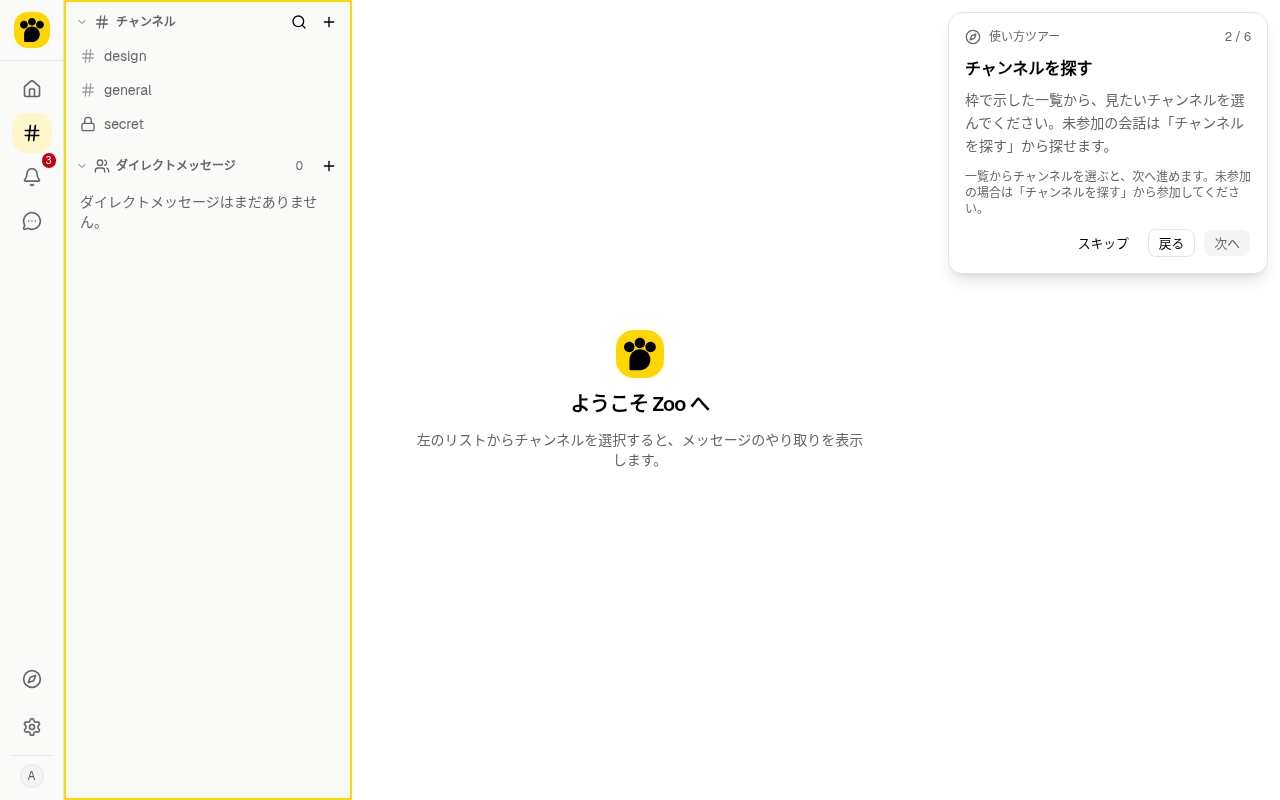 チャンネル
design
general
secret
3
ダイレクトメッセージ
0
ダイレクトメッセージはまだありませ
ん。
A
ようこそ Zoo へ
左のリストからチャンネルを選択すると、メッセージのやり取りを表示
します。
使い方ツアー
2 / 6
チャンネルを探す
枠で示した一覧から、見たいチャンネルを選
んでください。未参加の会話は「チャンネル
を探す」から探せます。
一覧からチャンネルを選ぶと、次へ進めます。未参加
の場合は「チャンネルを探す」から参加してくださ
い。
スキップ
戻る
次へ